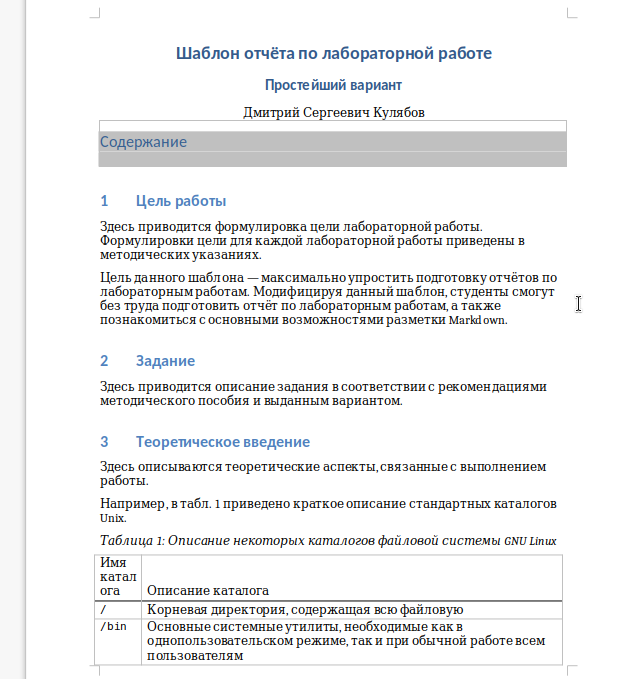 Шаблон отчёта по лабораторной работе
Простейший вариант
Дмитрий Сергеевич Кулябов
Содержание
1 Цель работы
Здесь приводится формулировка цели лабораторной работы.
Формулировки цели для каждой лабораторной работы приведены в
методических указаниях.
Цель данного шаблона — максимально упростить подготовку отчётов по
лабораторным работам. Модифицируя данный шаблон, студенты смогут
без труда подготовить отчёт по лабораторным работам, а также
познакомиться с основными возможностями разметки Markdown.
2 Задание
Здесь приводится описание задания в соответствии с рекомендациями
методического пособия и выданным вариантом.
3 Теоретическое введение
Здесь описываются теоретические аспекты, связанные с выполнением
работы.
Например, в табл. 1 приведено краткое описание стандартных каталогов
Unix.
Таблица 1: Описание некоторых каталогов файловой системы GNU Linux
Имя
катал
ога
Описание каталога
/ Корневая директория, содержащая всю файловую
/bin Основные системные утилиты, необходимые как в
однопользовательском режиме, так и при обычной работе всем
пользователям